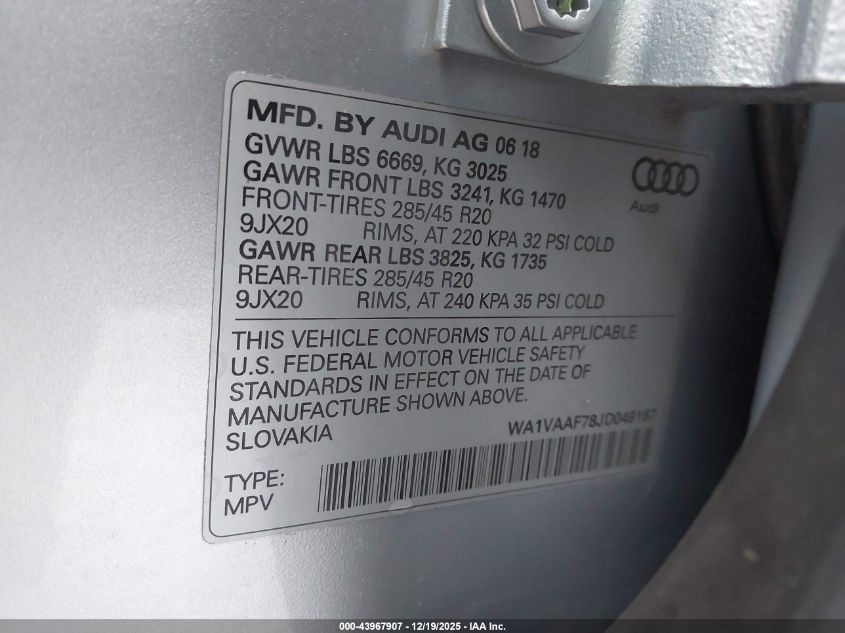 MFD. BY AUDI AG 06 18
GVWR LBS 6669, KG 3025
GAWR FRONT LBS 3241, KG 1470
FRONT-TIRES 285/45 R20
9JX20 RIMS, AT 220 KPA 32 PSI COLD
GAWR REAR LBS 3825, KG 1735
REAR-TIRES 285/45 R20
9JX20 RIMS, AT 240 KPA 35 PSI COLD
Audi
THIS VEHICLE CONFORMS TO ALL APPLICABLE
U.S. FEDERAL MOTOR VEHICLE SAFETY
STANDARDS IN EFFECT ON THE DATE OF
MANUFACTURE SHOWN ABOVE.
SLOVAKIA
TYPE:
MPV
000-43967907 - 12/19/2025 - IAA Inc.